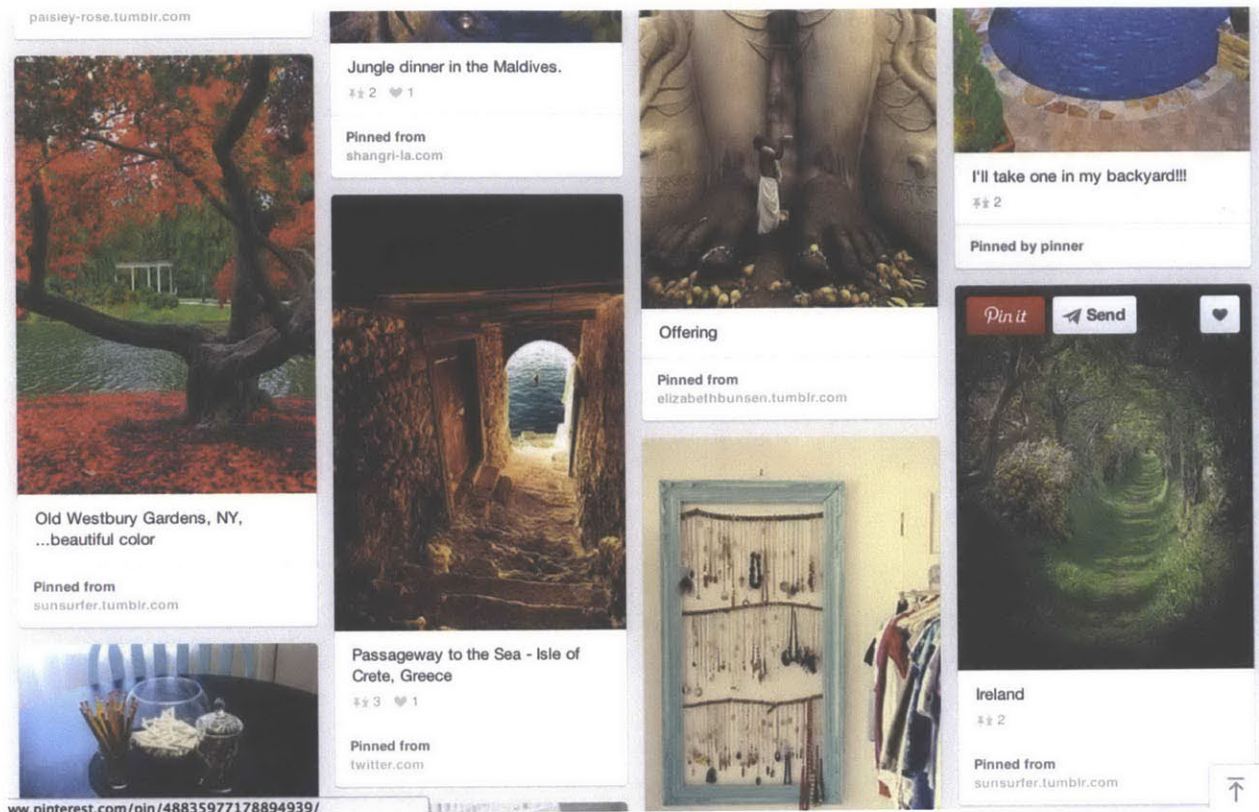 paisley-rose.tumblr.com
Old Westbury Gardens, NY,
...beautiful color
Pinned from
sunsurfer.tumblr.com
Jungle dinner in the Maldives.
2 1
Pinned from
shangri-la.com
Passageway to the Sea - Isle of
Crete, Greece
3 1
Pinned from
twitter.com
Offering
Pinned from
elizabethbunsen.tumblr.com
I'll take one in my backyard!!!
2
Pinned by pinner
Pin it Send
Ireland
2
Pinned from
sunsurfer.tumblr.com
ww.pinterest.com/pin/48835977178894939/